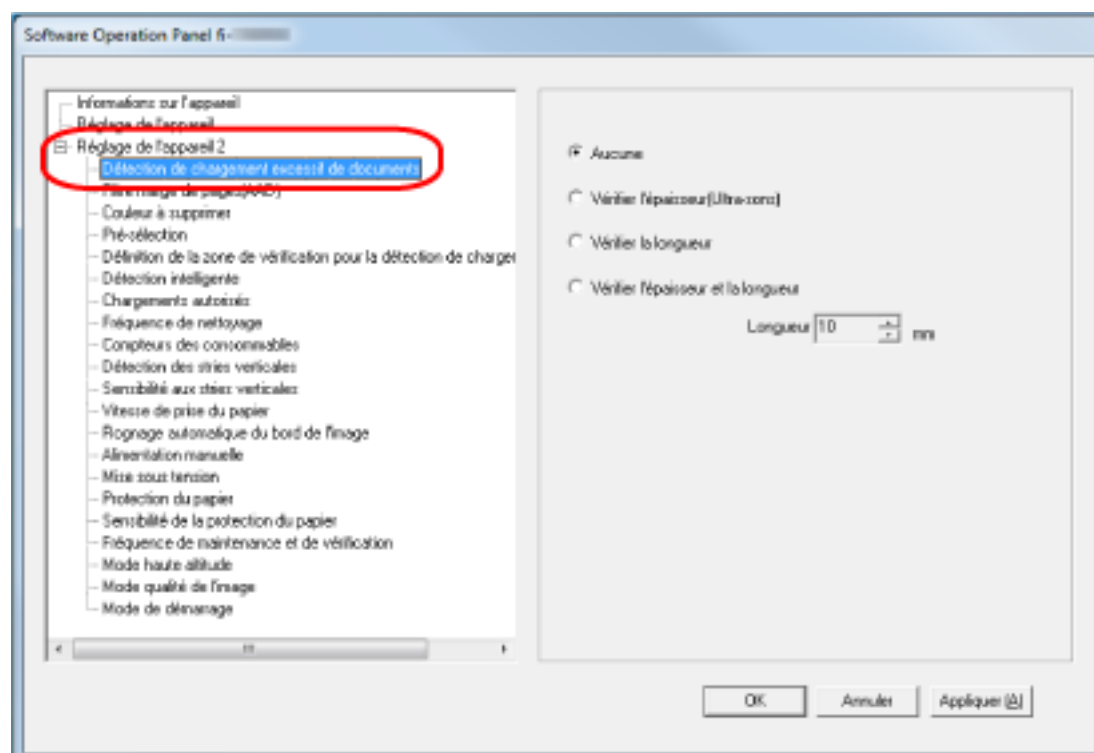 Software Operation Panel fi-
Informations sur l'appareil
Réglage de l'appareil
Réglage de l'appareil 2
Détection de chargement excessif de documents
Filtre marge de pages(AAD)
Couleur à supprimer
Pré-sélection
Définition de la zone de vérification pour la détection de charger
Détection intelligente
Chargements autorisés
Fréquence de nettoyage
Compteurs des consommables
Détection des stries verticales
Sensibilité aux stries verticales
Vitesse de prise du papier
Rognage automatique du bord de l'image
Alimentation manuelle
Mise sous tension
Protection du papier
Sensibilité de la protection du papier
Fréquence de maintenance et de vérification
Mode haute altitude
Mode qualité de l'image
Mode de démarrage
Aucune
Vérifier l'épaisseur(Ultra-sons)
Vérifier la longueur
Vérifier l'épaisseur et la longueur
Longueur 10 mm
OK Annuler Appliquer (A)